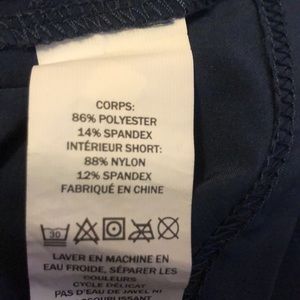 CORPS:
86% POLYESTER
14% SPANDEX
INTÉRIEUR SHORT:
88% NYLON
12% SPANDEX
FABRIQUÉ EN CHINE
30
LAVER EN MACHINE EN
EAU FROIDE, SÉPARER LES
COULEURS
CYCLE DÉLICAT
PAS D'EAU DE JAVEL NI